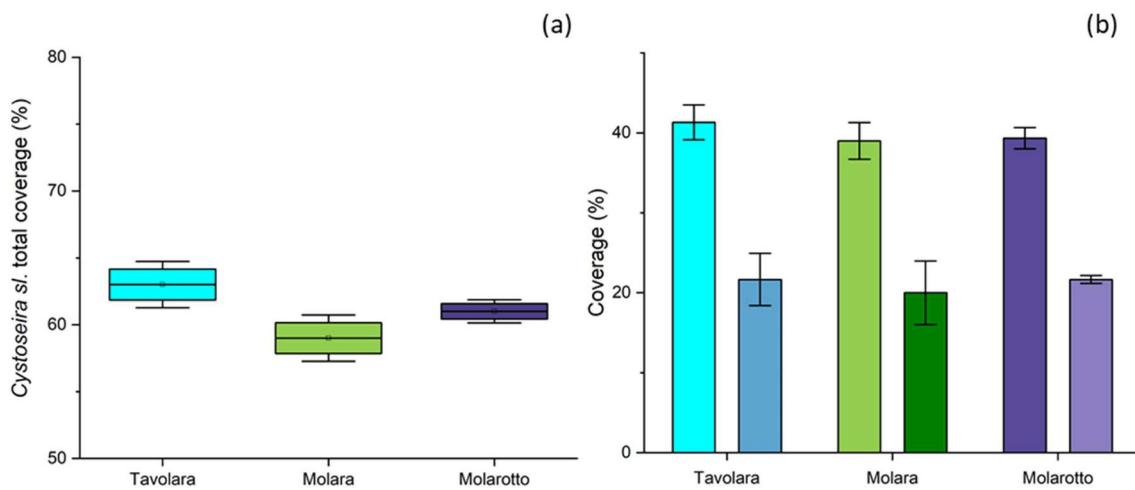 (a)
80
70
60
50
Cystoseira sl. total coverage (%)
Tavolara Molara Molarotto
(b)
40
20
0
Coverage (%)
Tavolara Molara Molarotto